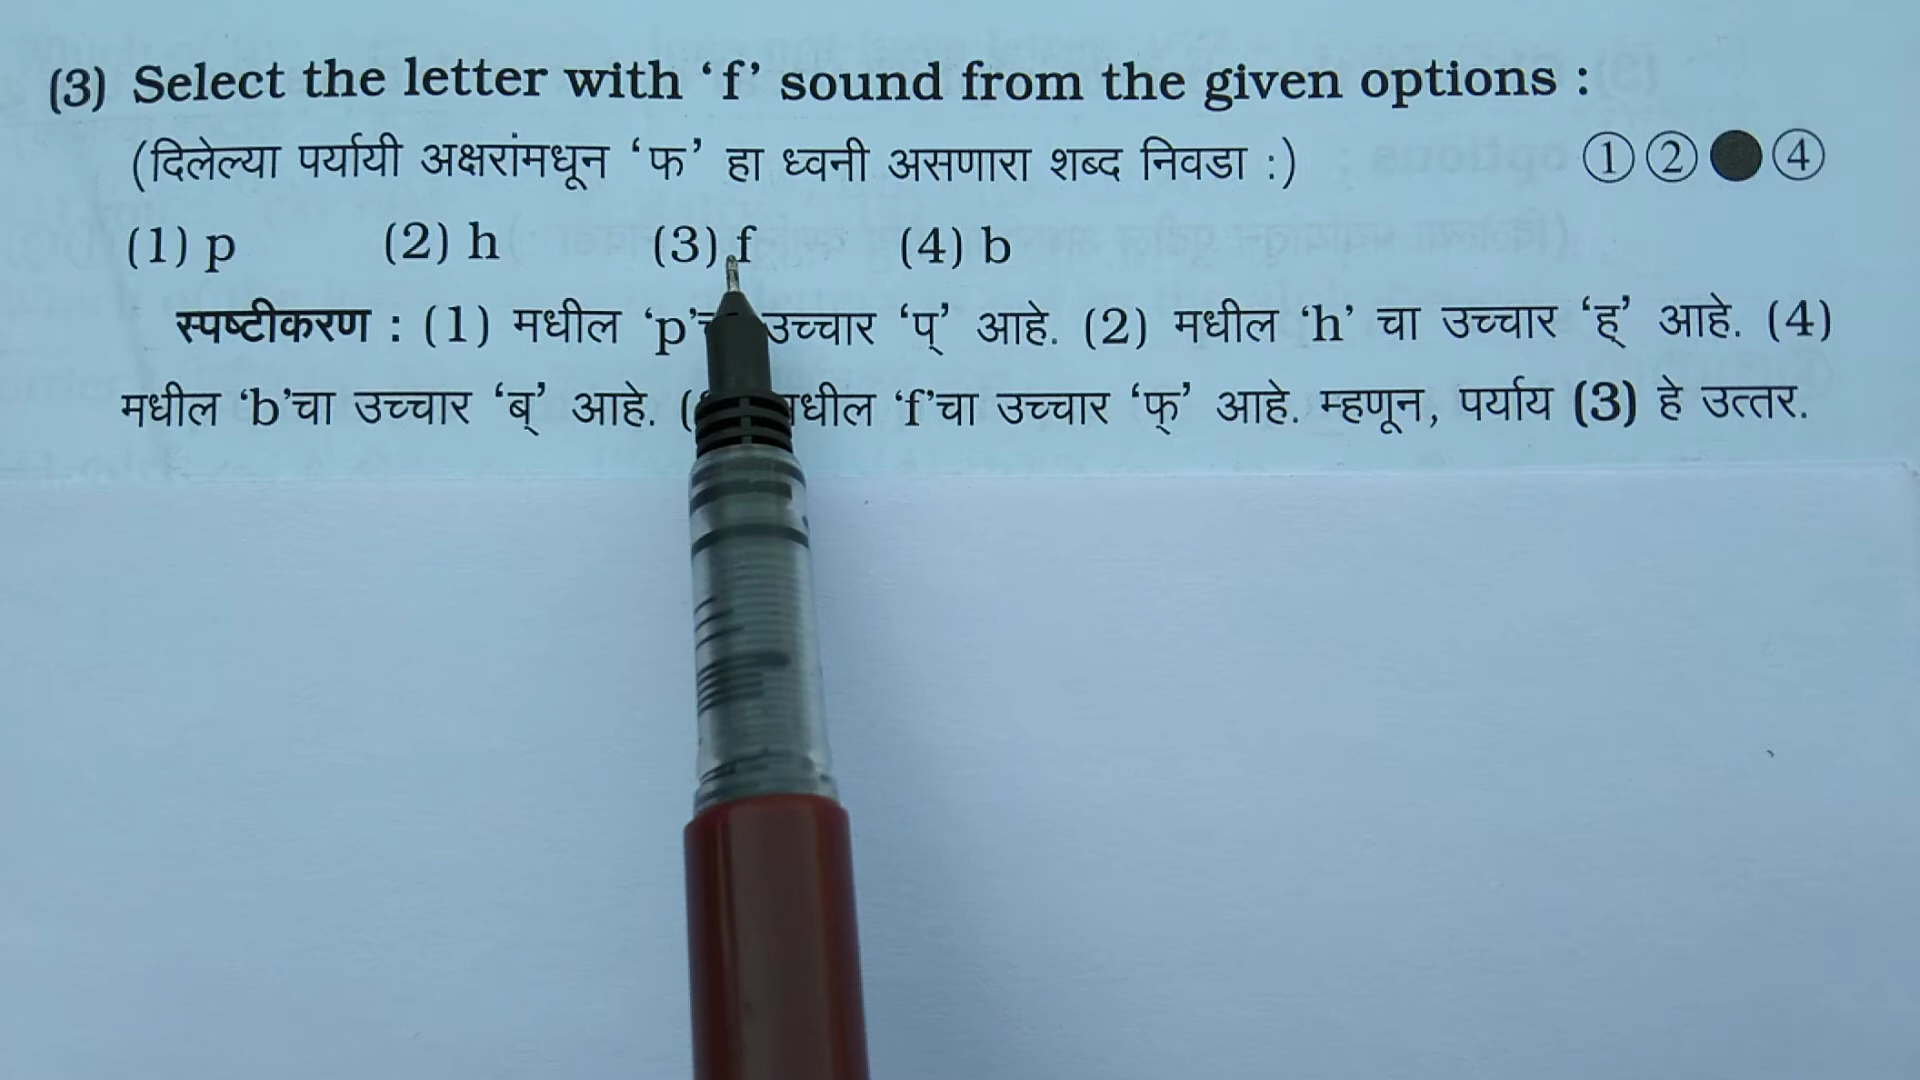 (3) Select the letter with ‘f’ sound from the given options :
(दिलेल्या पर्यायी अक्षरांमधून ‘फ’ हा ध्वनी असणारा शब्द निवडा :) ① ② ● ④
(1) p (2) h (3) f (4) b
स्पष्टीकरण : (1) मधील ‘p’ उच्चार ‘प्’ आहे. (2) मधील ‘h’ चा उच्चार ‘ह्’ आहे. (4)
मधील ‘b’चा उच्चार ‘ब्’ आहे. ( मधील ‘f’चा उच्चार ‘फ्’ आहे. म्हणून, पर्याय (3) हे उत्तर.